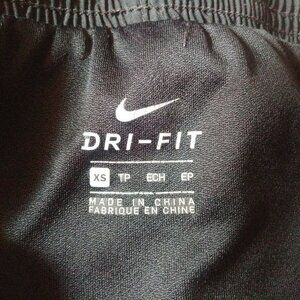 DRI-FIT
XS TP ECH EP
MADE IN CHINA
FABRIQUE EN CHINE